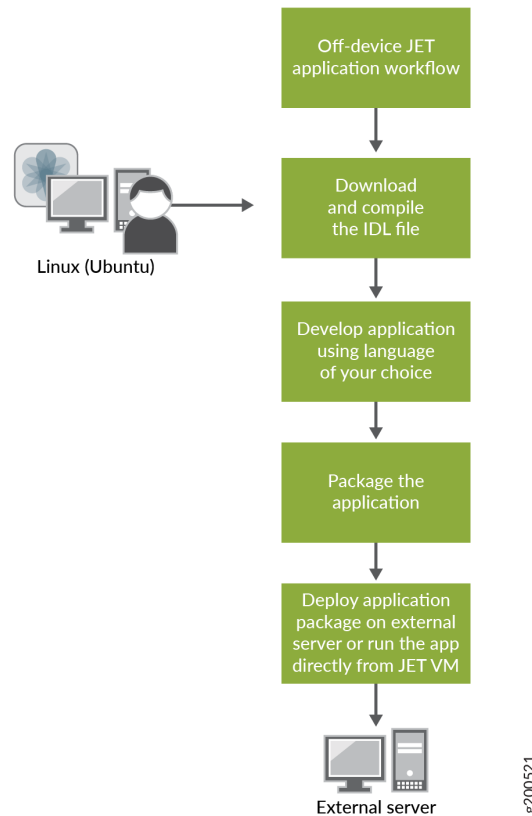 Off-device JET
application workflow
Download
and compile
the IDL file
Linux (Ubuntu)
Develop application
using language
of your choice
Package the
application
Deploy application
package on external
server or run the app
directly from JET VM
External server
g200521